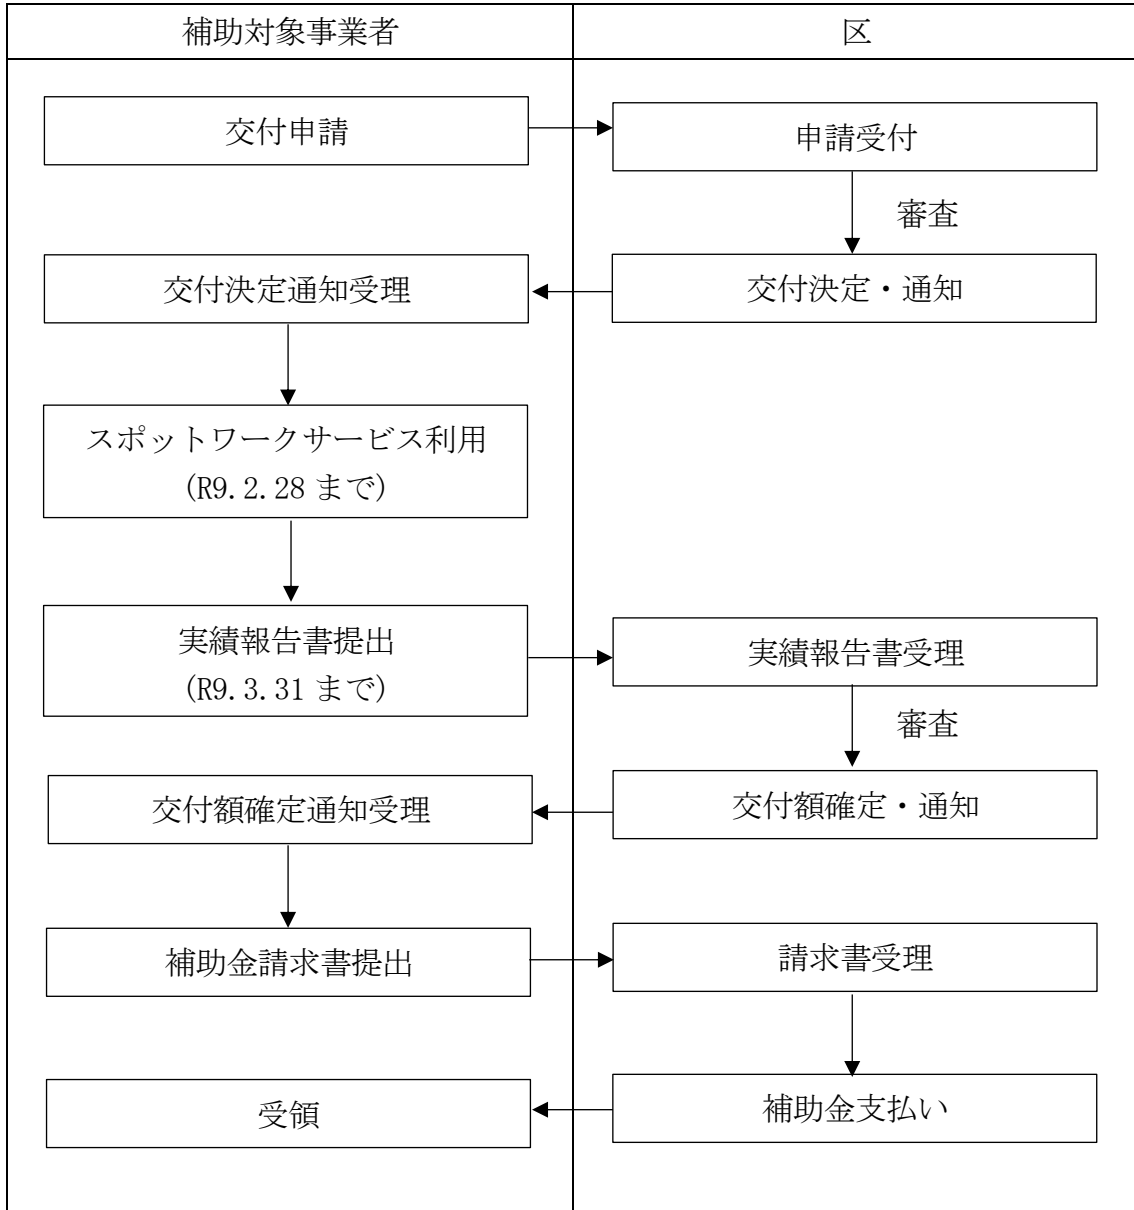 補助対象事業者
区
交付申請
申請受付
審査
交付決定通知受理
交付決定・通知
スポットワークサービス利用
(R9.2.28 まで)
実績報告書提出
(R9.3.31 まで)
実績報告書受理
審査
交付額確定通知受理
交付額確定・通知
補助金請求書提出
請求書受理
受領
補助金支払い